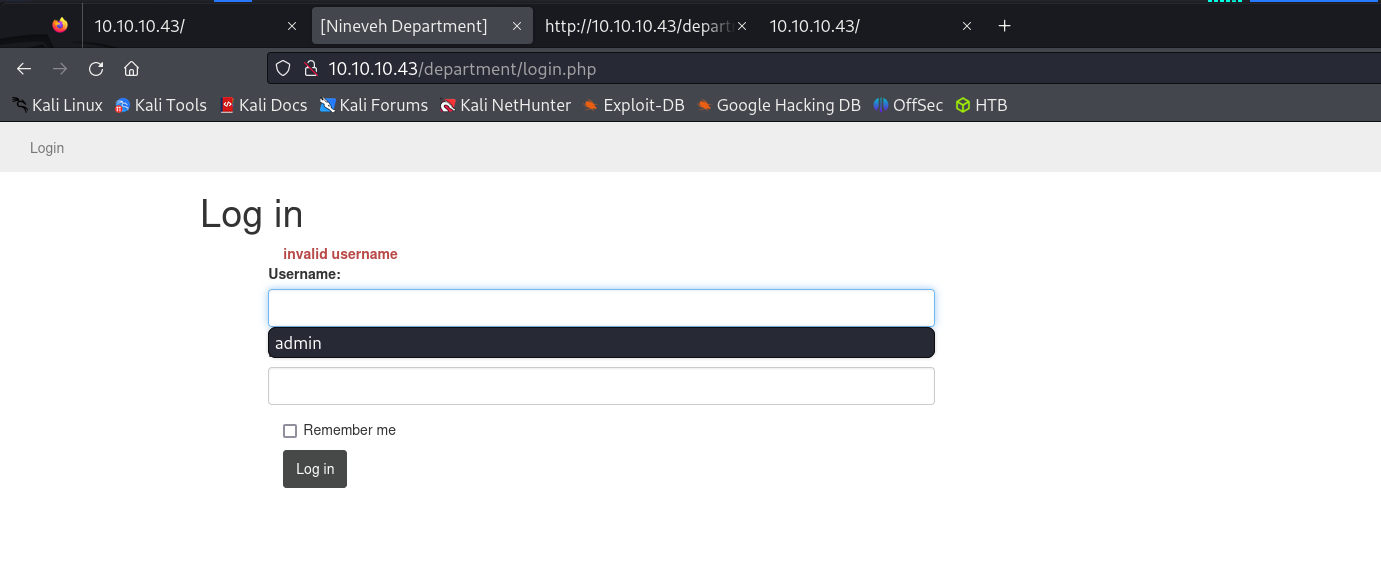 10.10.10.43/ [Nineveh Department] http://10.10.10.43/depart 10.10.10.43/
10.10.10.43/department/login.php
Kali Linux Kali Tools Kali Docs Kali Forums Kali NetHunter Exploit-DB Google Hacking DB OffSec HTB
Login
Log in
invalid username
Username:
admin
Remember me
Log in